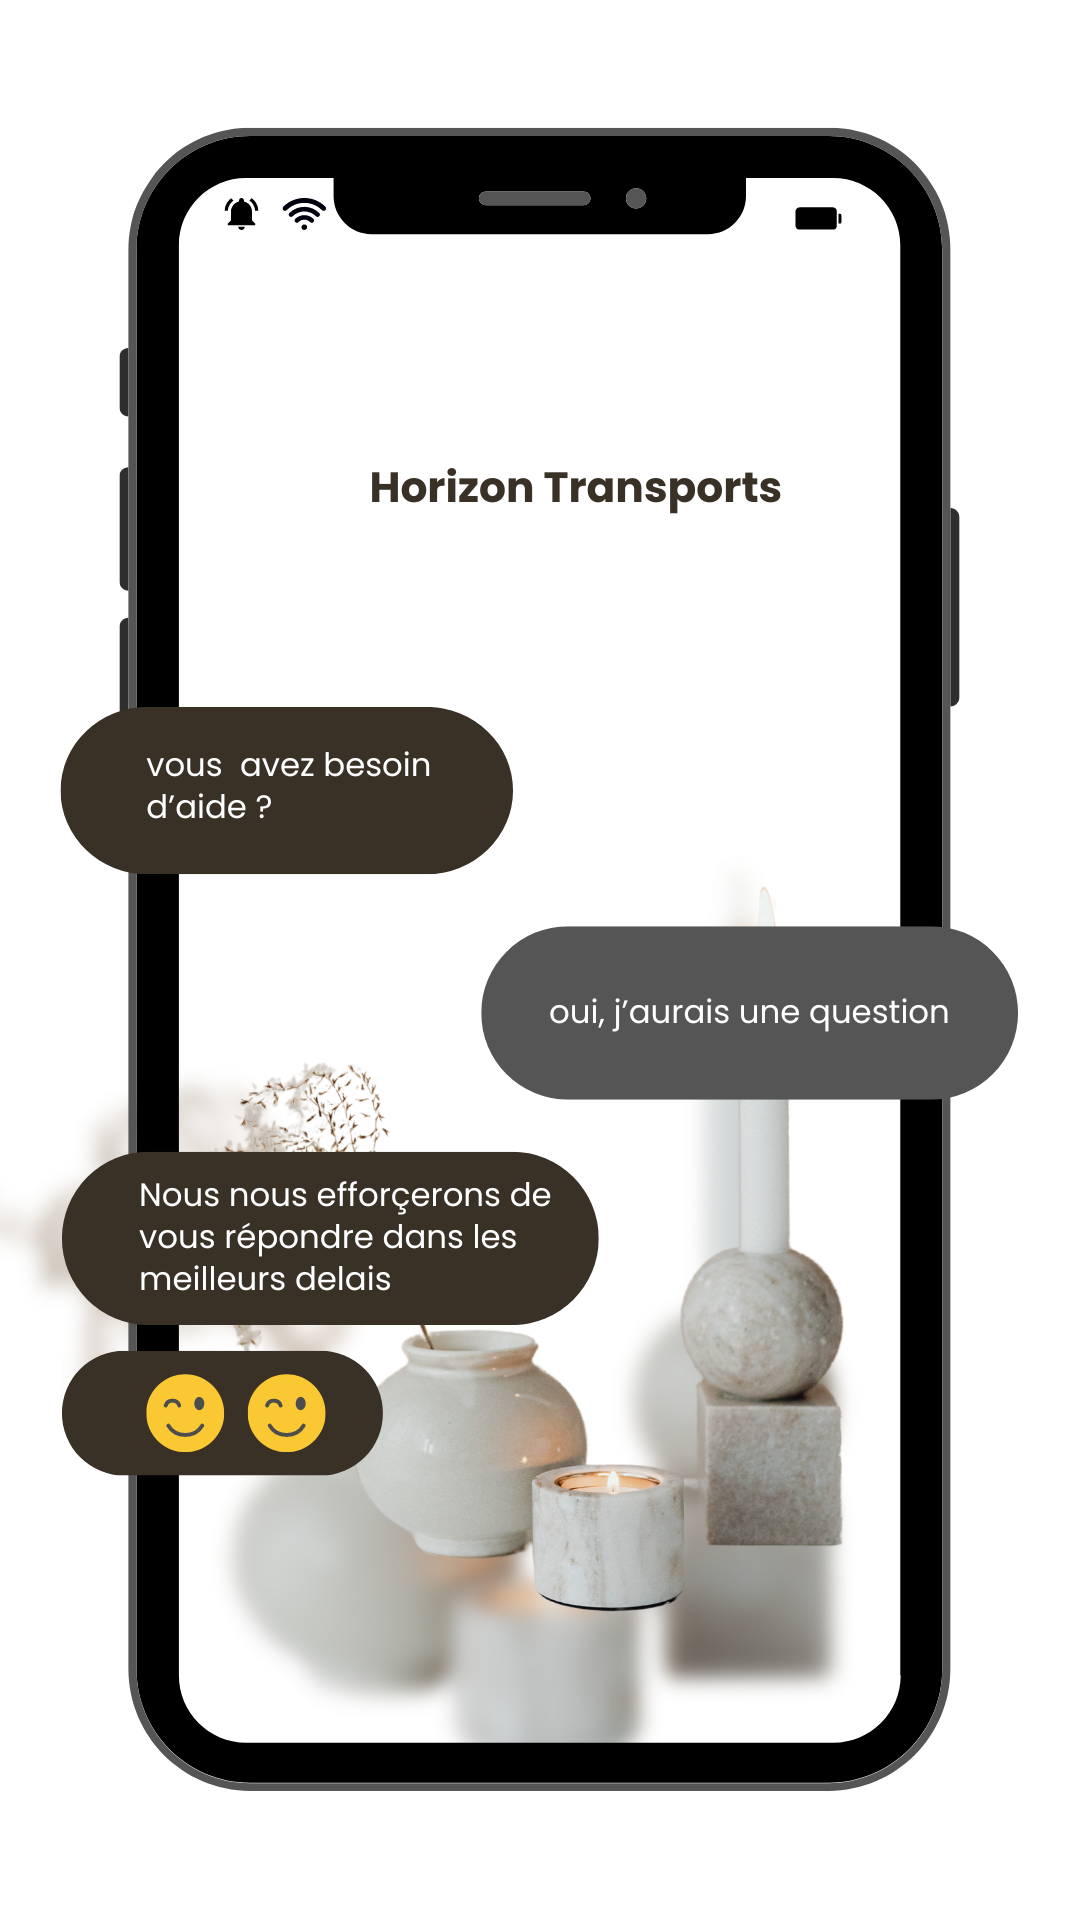 Horizon Transports
vous  avez besoin
d’aide ?
oui, j’aurais une question
Nous nous efforçerons de
vous répondre dans les
meilleurs delais